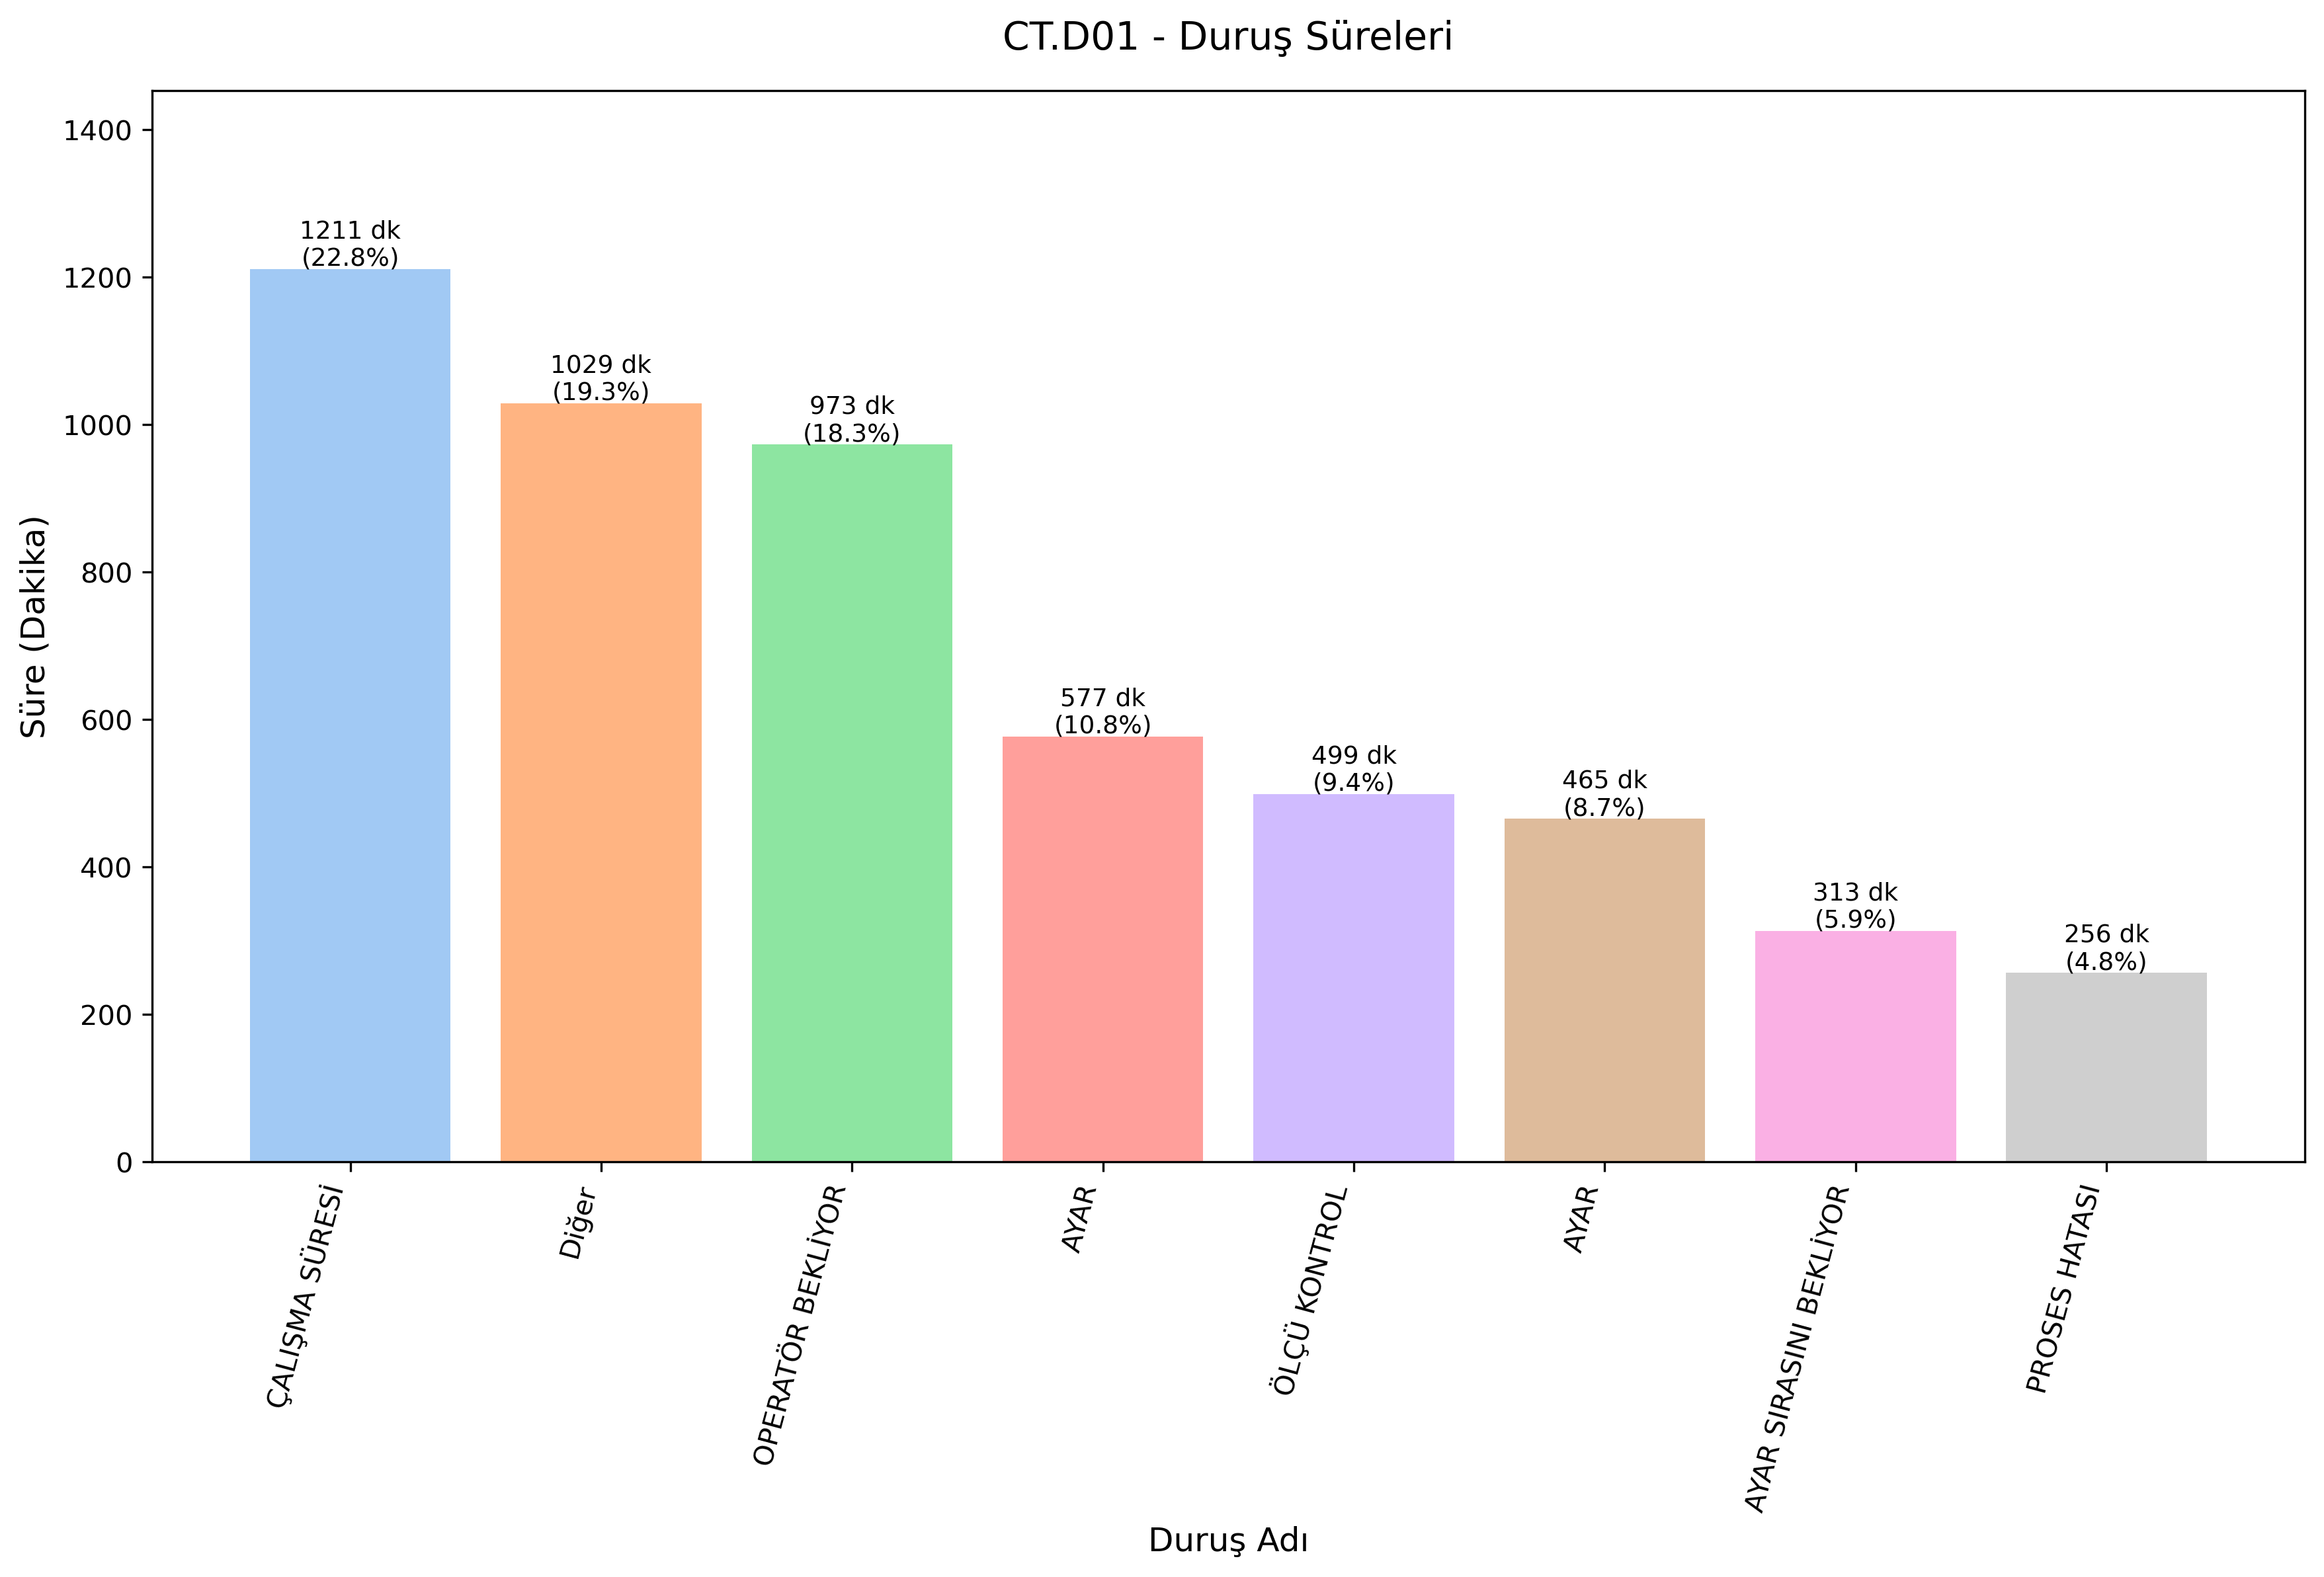 CT.D01 - Duruş Süreleri
Süre (Dakika)
1400
1200
1000
800
600
400
200
0
1211 dk
(22.8%)
1029 dk
(19.3%)
973 dk
(18.3%)
577 dk
(10.8%)
499 dk
(9.4%)
465 dk
(8.7%)
313 dk
(5.9%)
256 dk
(4.8%)
ÇALIŞMA SÜRESİ
Diğer
OPERATÖR BEKLİYOR
AYAR
ÖLÇÜ KONTROL
AYAR
AYAR SIRASINI BEKLİYOR
PROSES HATASI
Duruş Adı